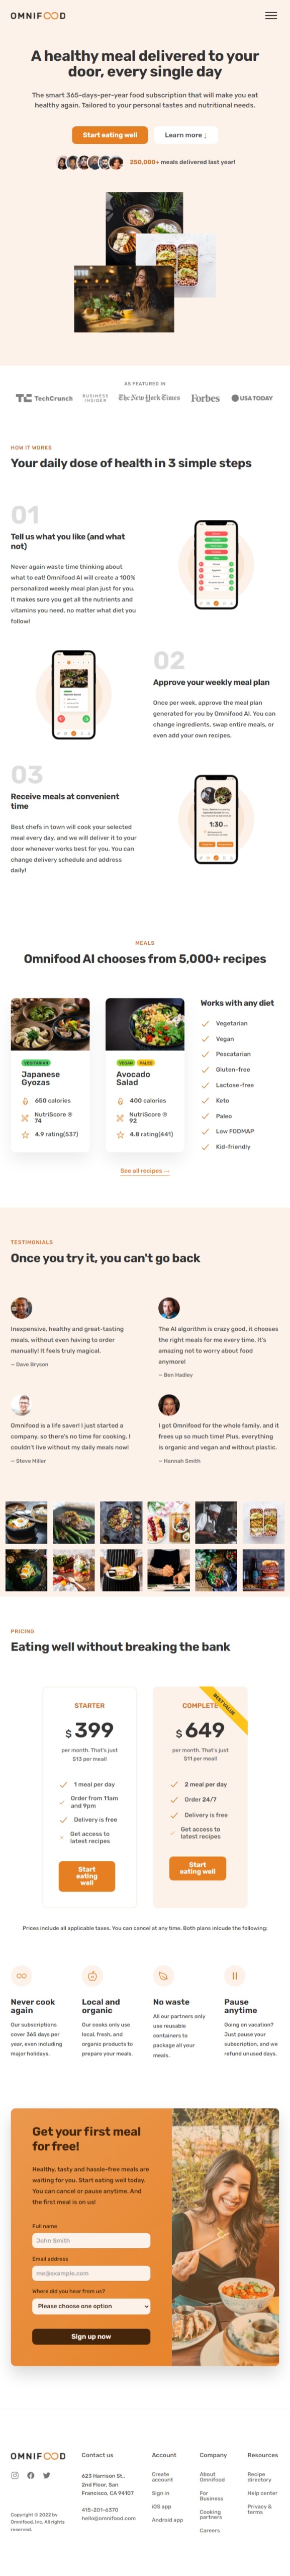 OMNIFOOD
A healthy meal delivered to your
door, every single day
The smart 365-days-per-year food subscription that will make you eat
healthy again. Tailored to your personal tastes and nutritional needs.
Start eating well
Learn more ↓
250,000+ meals delivered last year!
AS FEATURED IN
TechCrunch
BUSINESS
INSIDER
The New York Times
Forbes
USA TODAY
HOW IT WORKS
Your daily dose of health in 3 simple steps
01
Tell us what you like (and what
not)
Never again waste time thinking about
what to eat! Omnifood AI will create a 100%
personalized weekly meal plan just for you.
It makes sure you get all the nutrients and
vitamins you need, no matter what diet you
follow!
02
Approve your weekly meal plan
Once per week, approve the meal plan
generated for you by Omnifood AI. You can
change ingredients, swap entire meals, or
even add your own recipes.
03
Receive meals at convenient
time
Best chefs in town will cook your selected
meal every day, and we will deliver it to your
door whenever works best for you. You can
change delivery schedule and address
daily!
1:30
MEALS
Omnifood AI chooses from 5,000+ recipes
VEGETARIAN
Japanese
Gyozas
650 calories
NutriScore ®
74
4.9 rating(537)
VEGAN PALEO
Avocado
Salad
400 calories
NutriScore ®
92
4.8 rating(441)
Works with any diet
Vegetarian
Vegan
Pescatarian
Gluten-free
Lactose-free
Keto
Paleo
Low FODMAP
Kid-friendly
See all recipes →
TESTIMONIALS
Once you try it, you can't go back
Inexpensive, healthy and great-tasting
meals, without even having to order
manually! It feels truly magical.
— Dave Bryson
The AI algorithm is crazy good, it chooses
the right meals for me every time. It's
amazing not to worry about food
anymore!
— Ben Hadley
Omnifood is a life saver! I just started a
company, so there's no time for cooking. I
couldn't live without my daily meals now!
— Steve Miller
I got Omnifood for the whole family, and it
frees up so much time! Plus, everything
is organic and vegan and without plastic.
— Hannah Smith
PRICING
Eating well without breaking the bank
STARTER
$ 399
per month. That's just
$13 per meal!
1 meal per day
Order from 11am
and 9pm
Delivery is free
Get access to
latest recipes
Start
eating
well
BEST VALUE
COMPLETE
$ 649
per month. That's just
$11 per meal!
2 meal per day
Order 24/7
Delivery is free
Get access to
latest recipes
Start
eating well
Prices include all applicable taxes. You can cancel at any time. Both plans inlcude the following:
Never cook
again
Our subscriptions
cover 365 days per
year, even including
major holidays.
Local and
organic
Our cooks only use
local, fresh, and
organic products to
prepare your meals.
No waste
All our partners only
use reusable
containers to
package all your
meals.
Pause
anytime
Going on vacation?
Just pause your
subscription, and we
refund unused days.
Get your first meal
for free!
Healthy, tasty and hassle-free meals are
waiting for you. Start eating well today.
You can cancel or pause anytime. And
the first meal is on us!
Full name
John Smith
Email address
me@example.com
Where did you hear from us?
Please choose one option
Sign up now
OMNIFOOD
Copyright © 2022 by
Omnifood, Inc. All rights
reserved.
Contact us
623 Harrison St.,
2nd Floor, San
Francisco, CA 94107
415-201-6370
hello@omnifood.com
Account
Create
account
Sign in
iOS app
Android app
Company
About
Omnifood
For
Business
Cooking
partners
Careers
Resources
Recipe
directory
Help center
Privacy &
terms